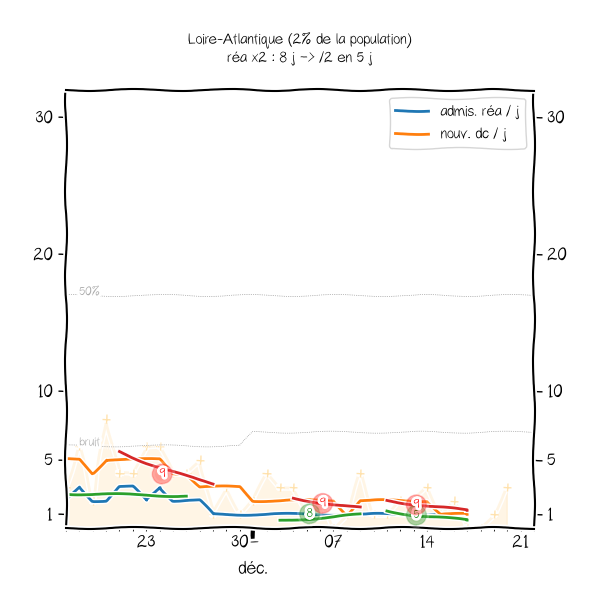 Loire-Atlantique (2% de la population)
réa x2 : 8 j -> /2 en 5 j
admis. réa / j
nouv. dc / j
30 30
20 20
50%
10 10
bruit
5 5
9
9 9
8 5
1 1
23 30 07 14 21
déc.